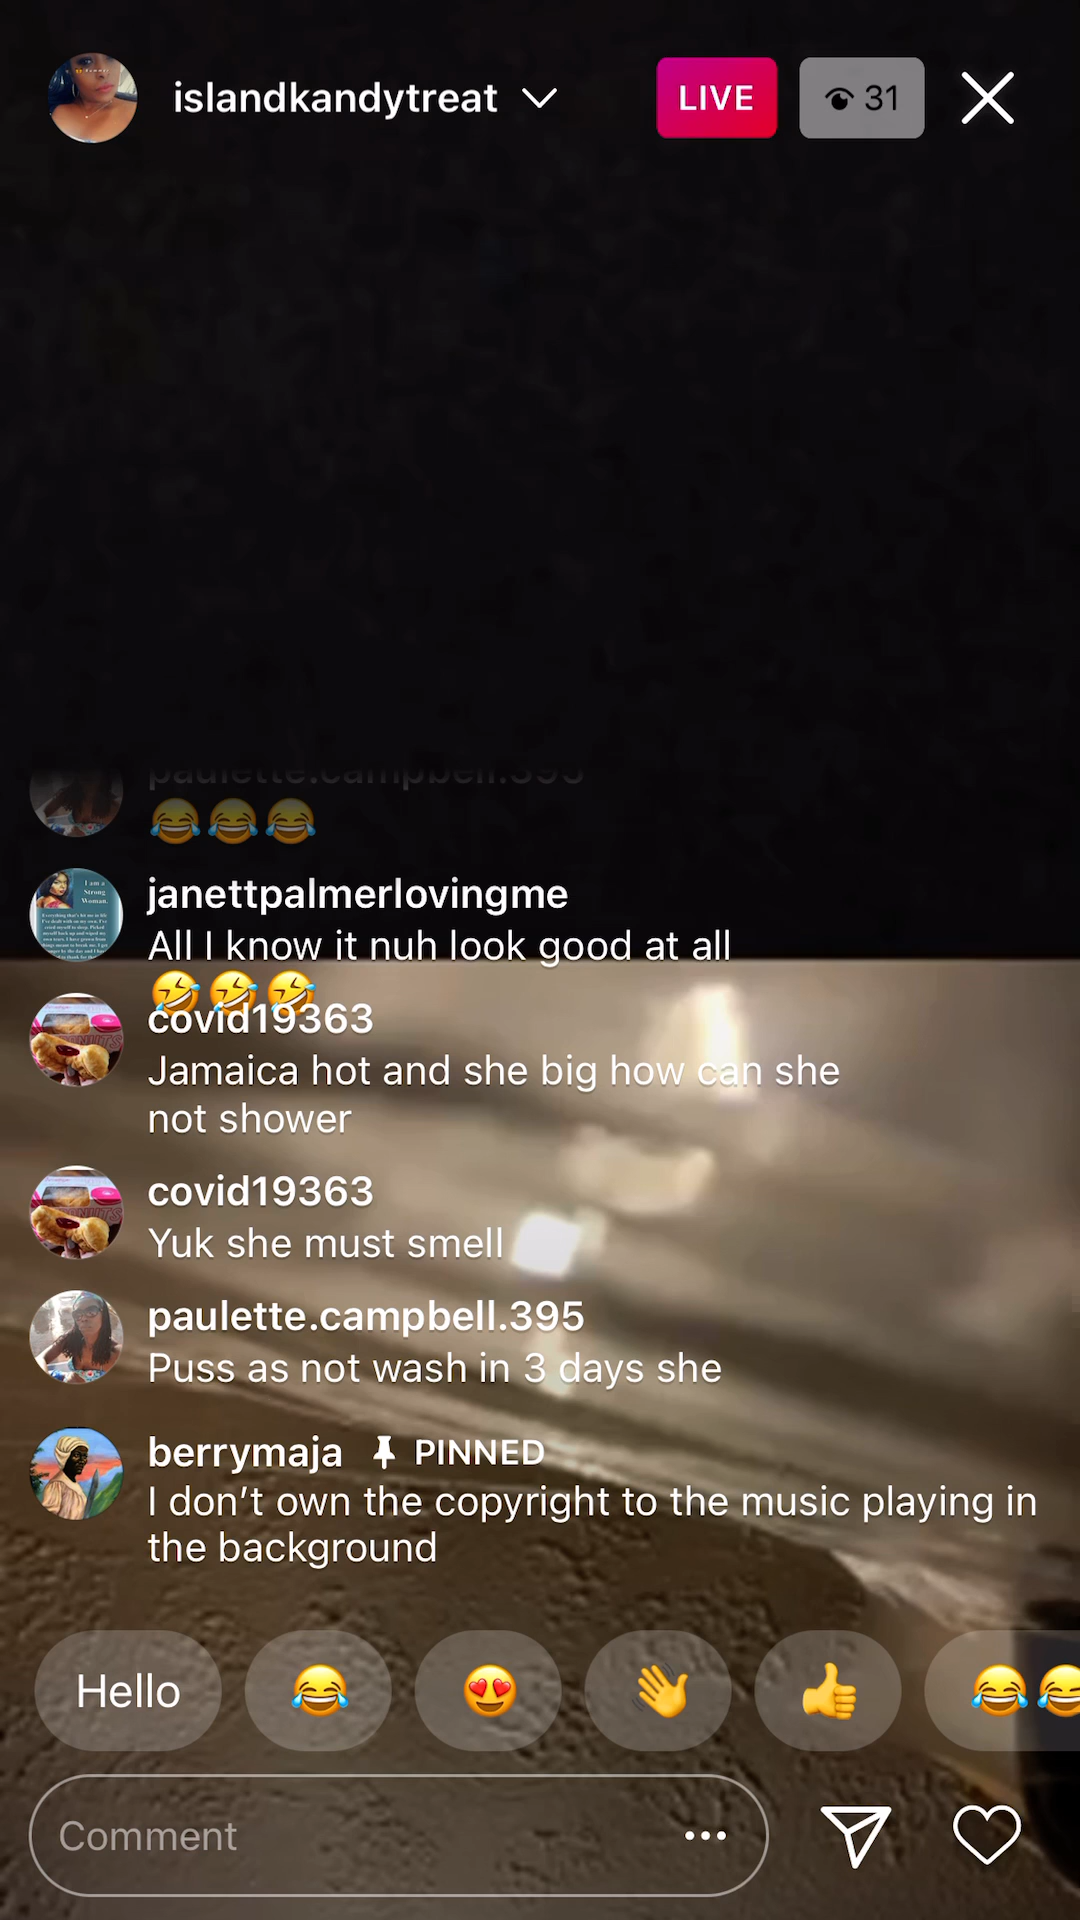 islandkandytreat
LIVE
31
paulette.campbell.395
😂😂😂
janettpalmerlovingme
All I know it nuh look good at all
🤣🤣🤣
covid19363
Jamaica hot and she big how can she
not shower
covid19363
Yuk she must smell
paulette.campbell.395
Puss as not wash in 3 days she
berrymaja PINNED
I don’t own the copyright to the music playing in
the background
Hello 😂 😍 👋 👍 😂😂
Comment
I am a
Strong
Woman.